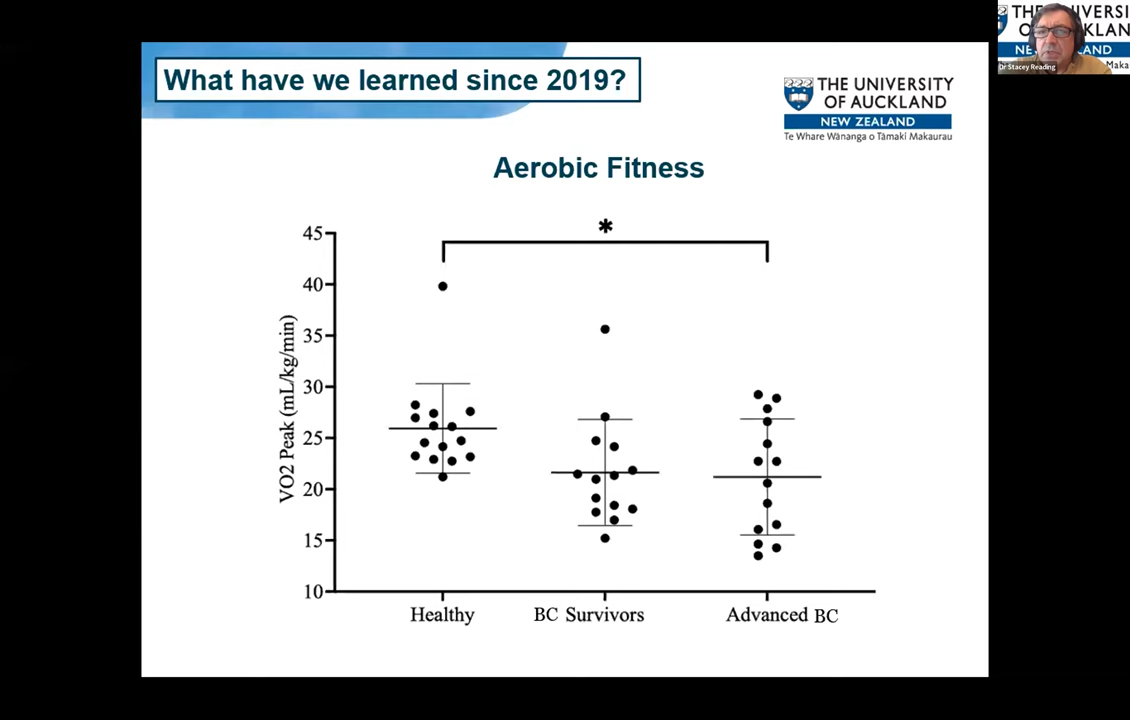 What have we learned since 2019?
THE UNIVERSITY
OF AUCKLAND
NEW ZEALAND
Te Whare Wānanga o Tāmaki Makaurau
Aerobic Fitness
*
VO2 Peak (mL/kg/min)
45
40
35
30
25
20
15
10
Healthy
BC Survivors
Advanced BC
Dr Stacey Reading